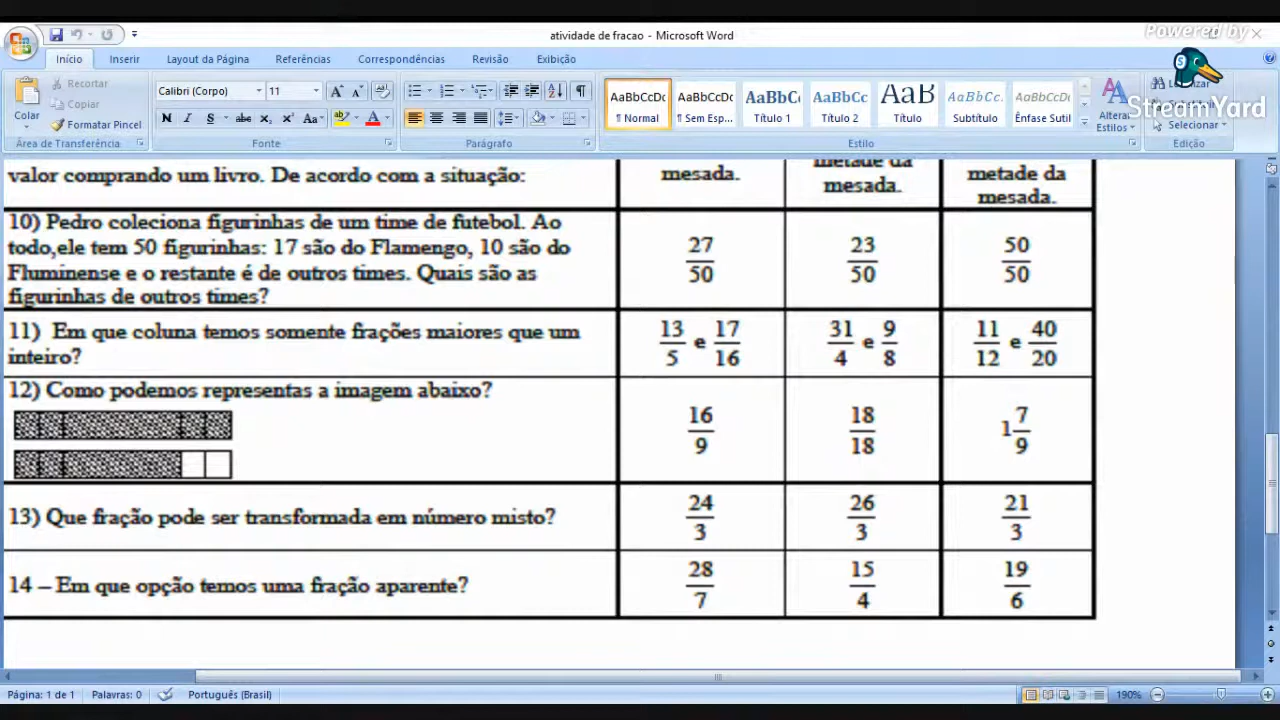 atividade de fracao - Microsoft Word
Powered by
StreamYard
Início Inserir Layout da Página Referências Correspondências Revisão Exibição
Colar
Recortar
Copiar
Formatar Pincel
Área de Transferência
Calibri (Corpo) 11
N I S abc x₂ x² Aa
Fonte
Parágrafo
AaBbCcDc AaBbCcDc AaBbC AaBbCc AaB AaBbCc. AaBbCcDc
¶ Normal ¶ Sem Esp... Título 1 Título 2 Título Subtítulo Ênfase Sutil
Estilo
Alterar
Estilos
Selecionar
Edição
valor comprando um livro. De acordo com a situação:
mesada.
metade da
mesada.
metade da
mesada.
10) Pedro coleciona figurinhas de um time de futebol. Ao
todo,ele tem 50 figurinhas: 17 são do Flamengo, 10 são do
Fluminense e o restante é de outros times. Quais são as
figurinhas de outros times?
27/50 23/50 50/50
11) Em que coluna temos somente frações maiores que um
inteiro?
13/5 e 17/16 31/4 e 9/8 11/12 e 40/20
12) Como podemos representas a imagem abaixo?
16/9 18/18 1 7/9
13) Que fração pode ser transformada em número misto?
24/3 26/3 21/3
14 – Em que opção temos uma fração aparente?
28/7 15/4 19/6
Página: 1 de 1 Palavras: 0 Português (Brasil) 190%